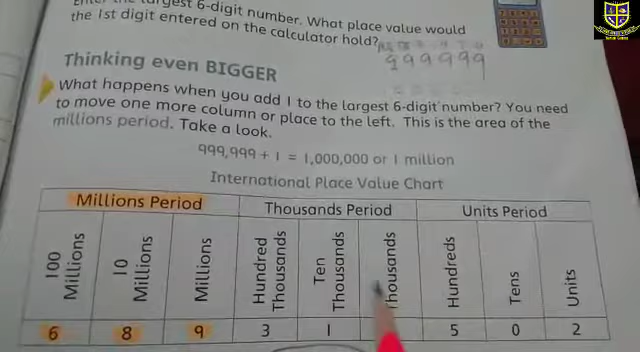 largest 6-digit number. What place value would
the 1st digit entered on the calculator hold?
999999
Thinking even BIGGER
What happens when you add 1 to the largest 6-digit number? You need
to move one more column or place to the left. This is the area of the
millions period. Take a look.
999,999 + 1 = 1,000,000 or 1 million
International Place Value Chart
Millions Period Thousands Period Units Period
100 Millions 10 Millions Millions Hundred Thousands Ten Thousands Thousands Hundreds Tens Units
6 8 9 3 1 5 0 2